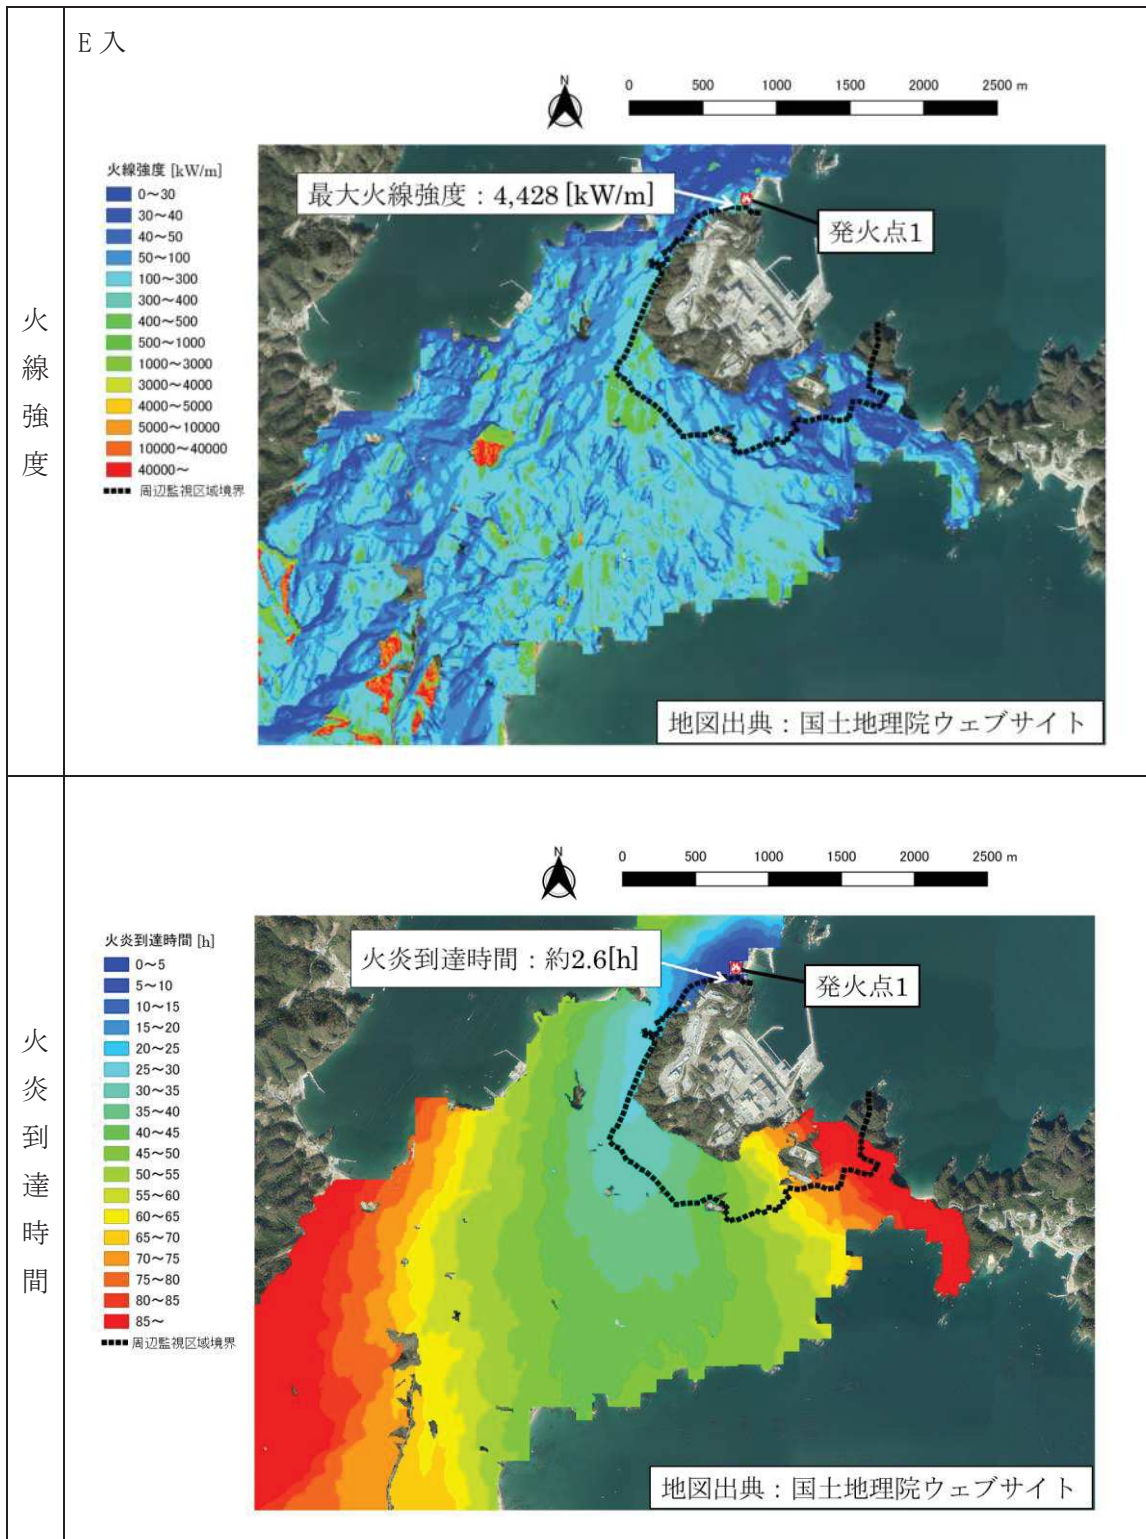 E入
N
0 500 1000 1500 2000 2500 m
火線強度 [kW/m]
0～30
30～40
40～50
50～100
100～300
300～400
400～500
500～1000
1000～3000
3000～4000
4000～5000
5000～10000
10000～40000
40000～
周辺監視区域境界
最大火線強度：4,428 [kW/m]
発火点1
地図出典：国土地理院ウェブサイト
火線強度
N
0 500 1000 1500 2000 2500 m
火炎到達時間 [h]
0～5
5～10
10～15
15～20
20～25
25～30
30～35
35～40
40～45
45～50
50～55
55～60
60～65
65～70
70～75
75～80
80～85
85～
周辺監視区域境界
火炎到達時間：約2.6[h]
発火点1
地図出典：国土地理院ウェブサイト
火炎到達時間